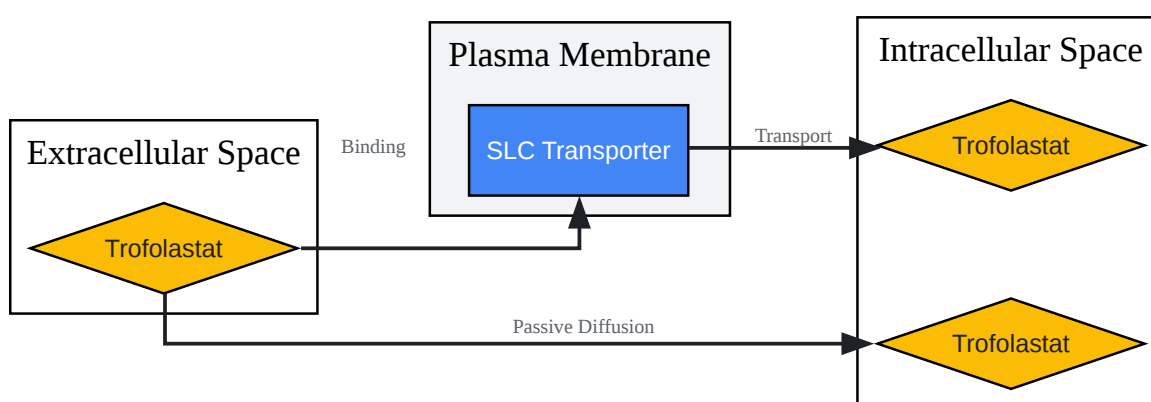 Plasma Membrane
Intracellular Space
Extracellular Space
Binding
SLC Transporter
Transport
Trofolastat
Trofolastat
Passive Diffusion
Trofolastat